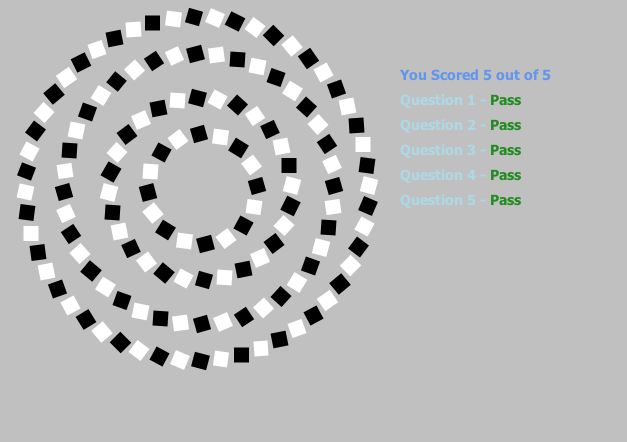 You Scored 5 out of 5
Question 1 - Pass
Question 2 - Pass
Question 3 - Pass
Question 4 - Pass
Question 5 - Pass